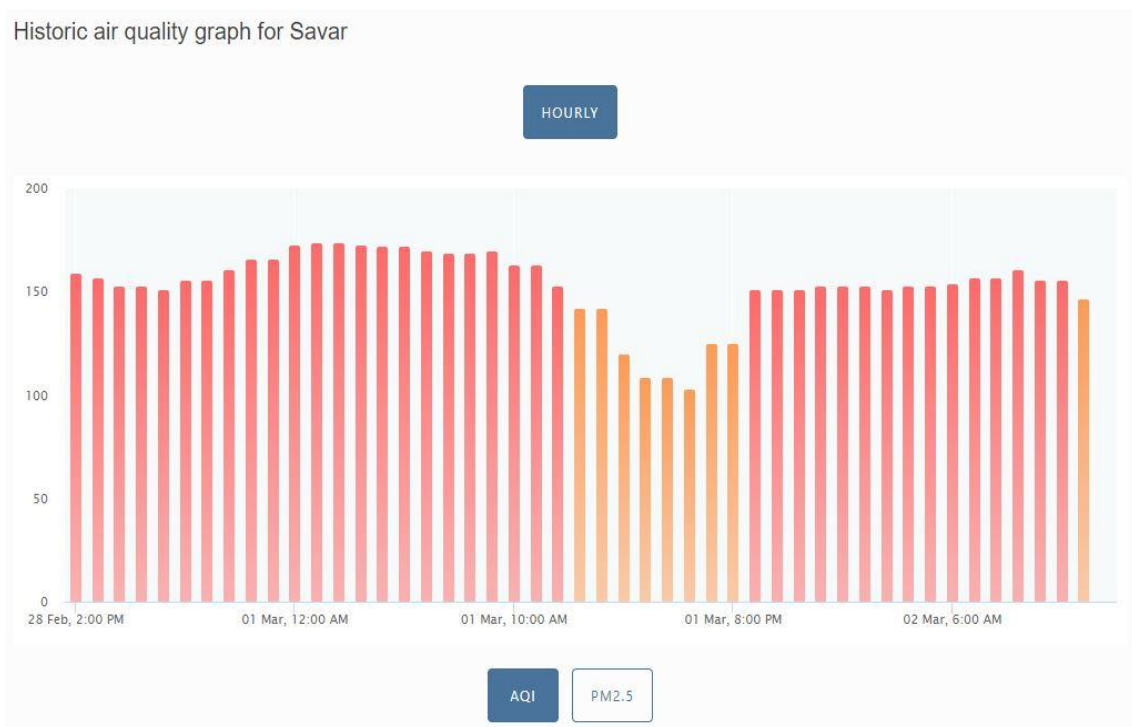 Historic air quality graph for Savar
HOURLY
200
150
100
50
0
28 Feb, 2:00 PM 01 Mar, 12:00 AM 01 Mar, 10:00 AM 01 Mar, 8:00 PM 02 Mar, 6:00 AM
AQI PM2.5